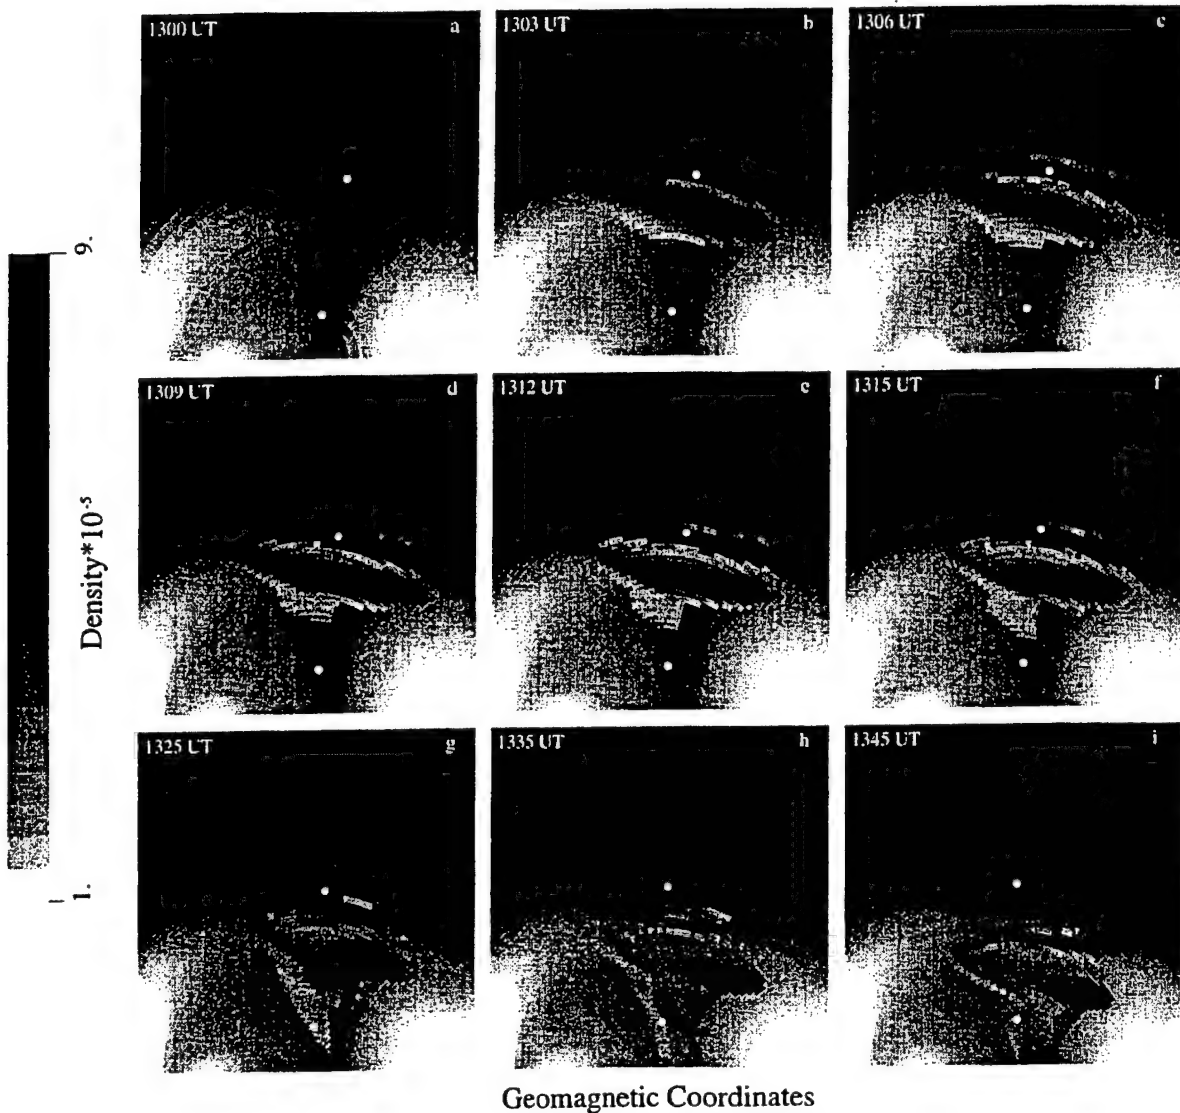 1300 UT a
1303 UT b
1306 UT c
9.
Density*10-5
1.
1309 UT d
1312 UT e
1315 UT f
1325 UT g
1335 UT h
1345 UT i
Geomagnetic Coordinates